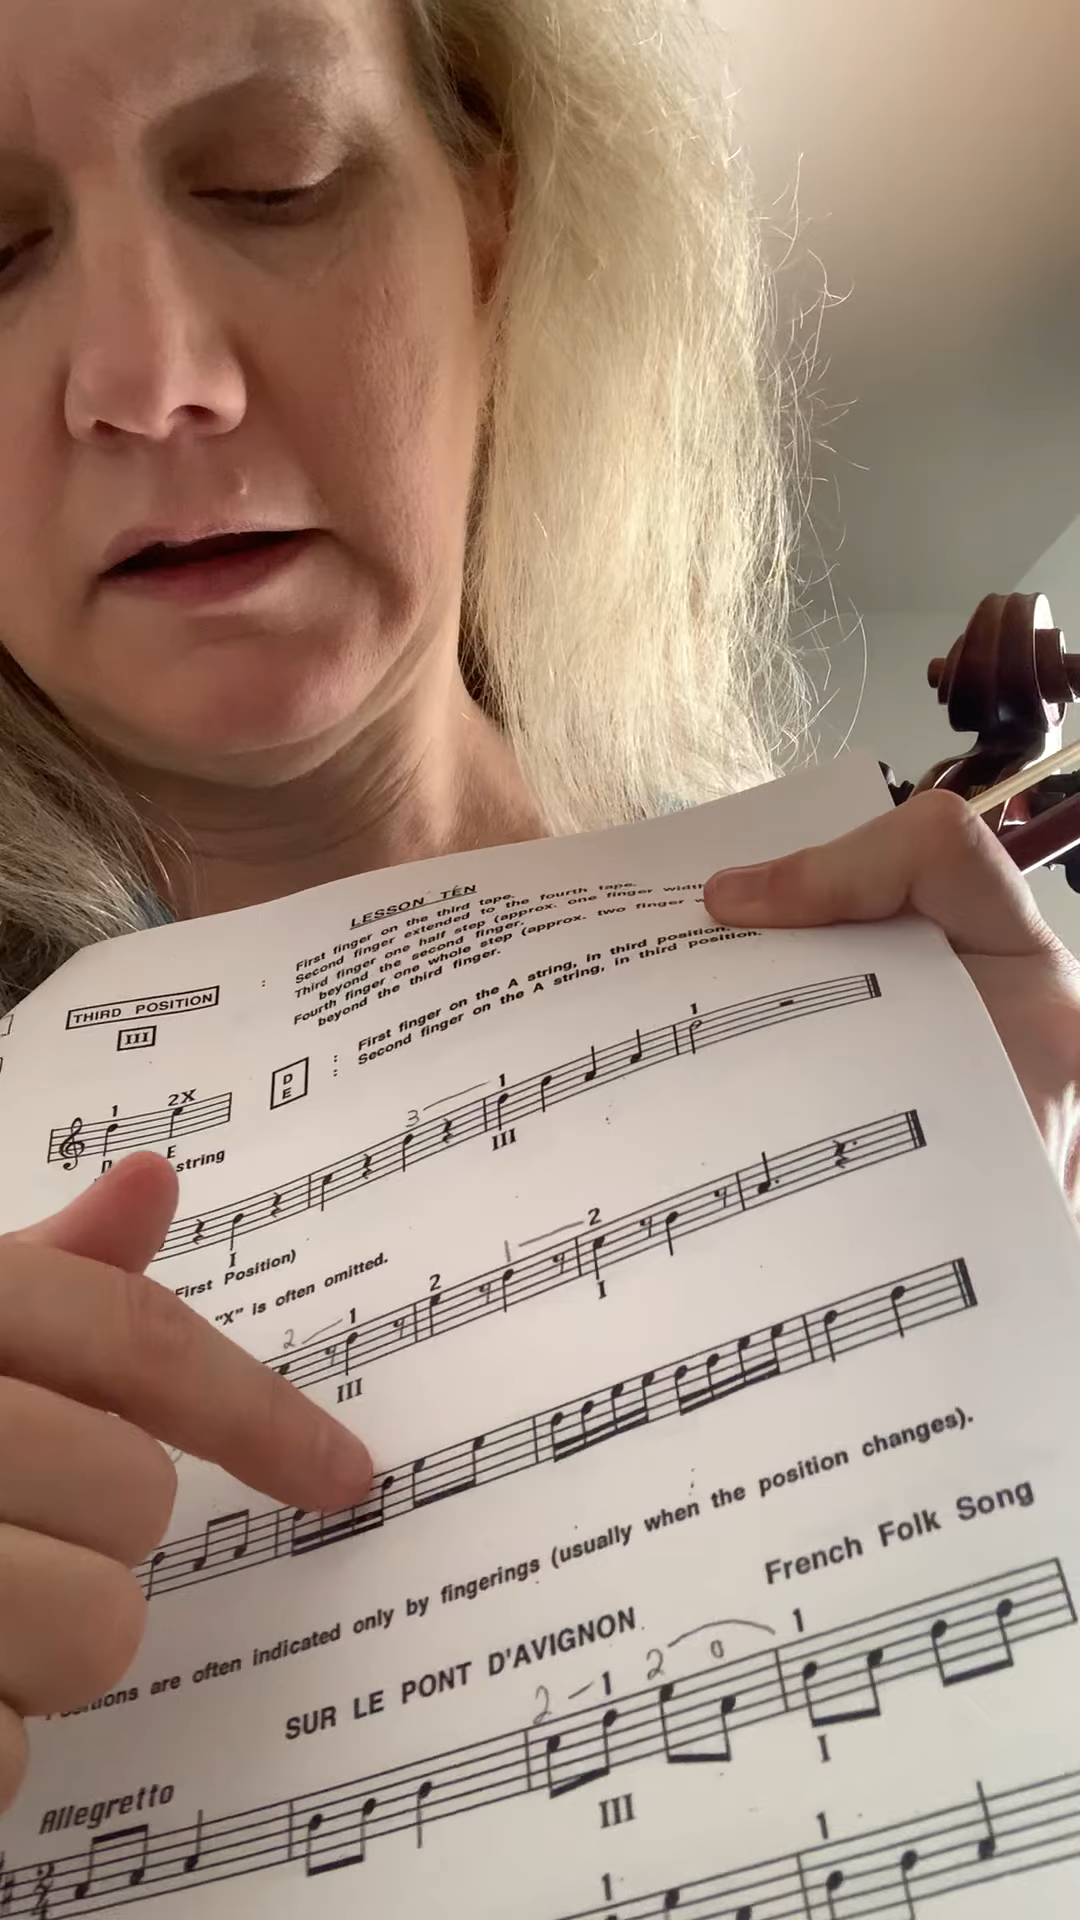 LESSON TEN
THIRD POSITION
III
:
First finger on the third tape.
Second finger extended to the fourth tape.
Third finger one half step (approx. one finger width
beyond the second finger.
Fourth finger one whole step (approx. two finger
beyond the third finger.
D :
E :
First finger on the A string, in third position.
Second finger on the A string, in third position.
1 2X
E
string
3 1 1
I III
First Position)
"X" is often omitted.
2 1 2 1 2
III I
are often indicated only by fingerings (usually when the position changes).
SUR LE PONT D'AVIGNON
French Folk Song
Allegretto
2 1 2 0 1
III I
1 1